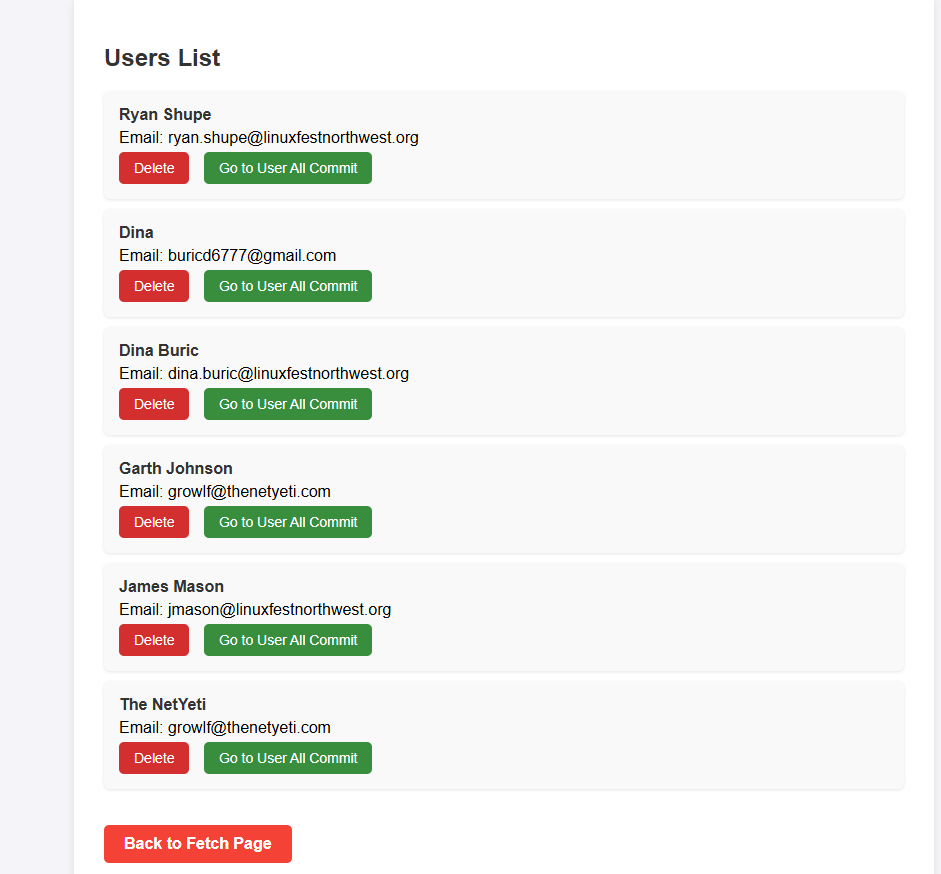 Users List
Ryan Shupe
Email: ryan.shupe@linuxfestnorthwest.org
Delete Go to User All Commit
Dina
Email: buricd6777@gmail.com
Delete Go to User All Commit
Dina Buric
Email: dina.buric@linuxfestnorthwest.org
Delete Go to User All Commit
Garth Johnson
Email: growlf@thenetyeti.com
Delete Go to User All Commit
James Mason
Email: jmason@linuxfestnorthwest.org
Delete Go to User All Commit
The NetYeti
Email: growlf@thenetyeti.com
Delete Go to User All Commit
Back to Fetch Page